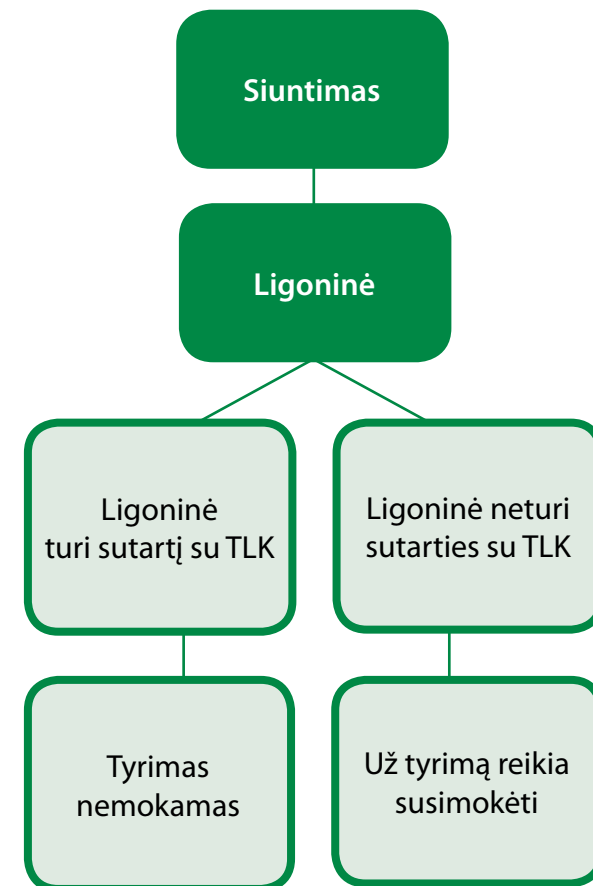 Siuntimas
Ligoninė
Ligoninė
turi sutartį su TLK
Ligoninė neturi
sutarties su TLK
Tyrimas
nemokamas
Už tyrimą reikia
susimokėti